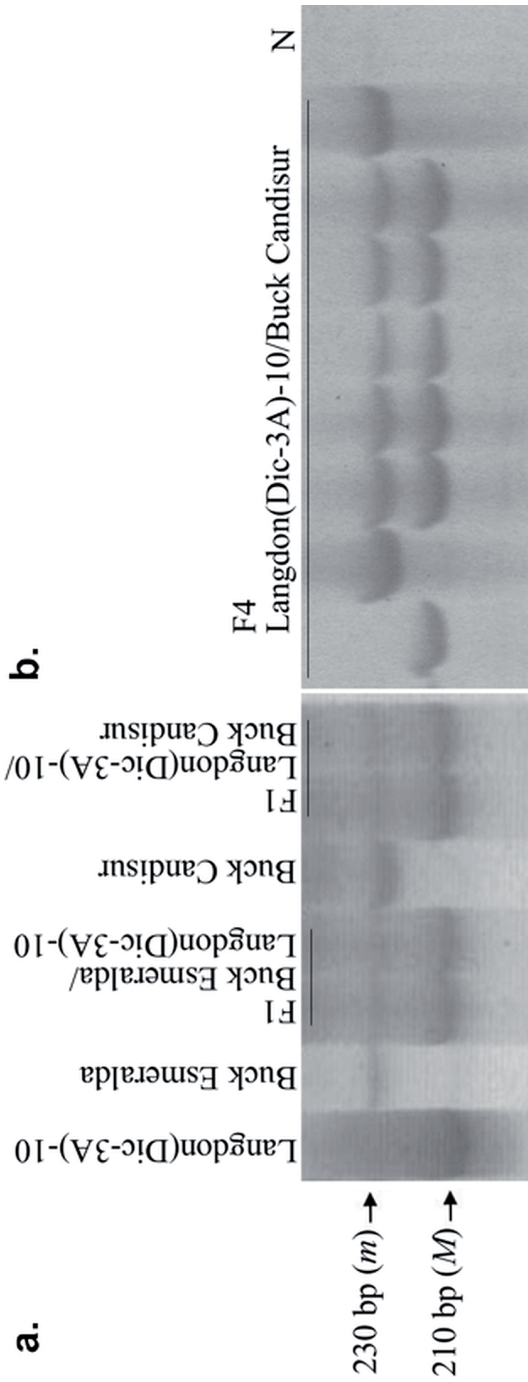 a.
Langdon(Dic-3A)-10
Buck Esmeralda
F1
Buck Esmeralda/
Langdon(Dic-3A)-10
Buck Candisur
F1
Langdon(Dic-3A)-10/
Buck Candisur
230 bp (m)
210 bp (M)
b.
F4
Langdon(Dic-3A)-10/Buck Candisur
N